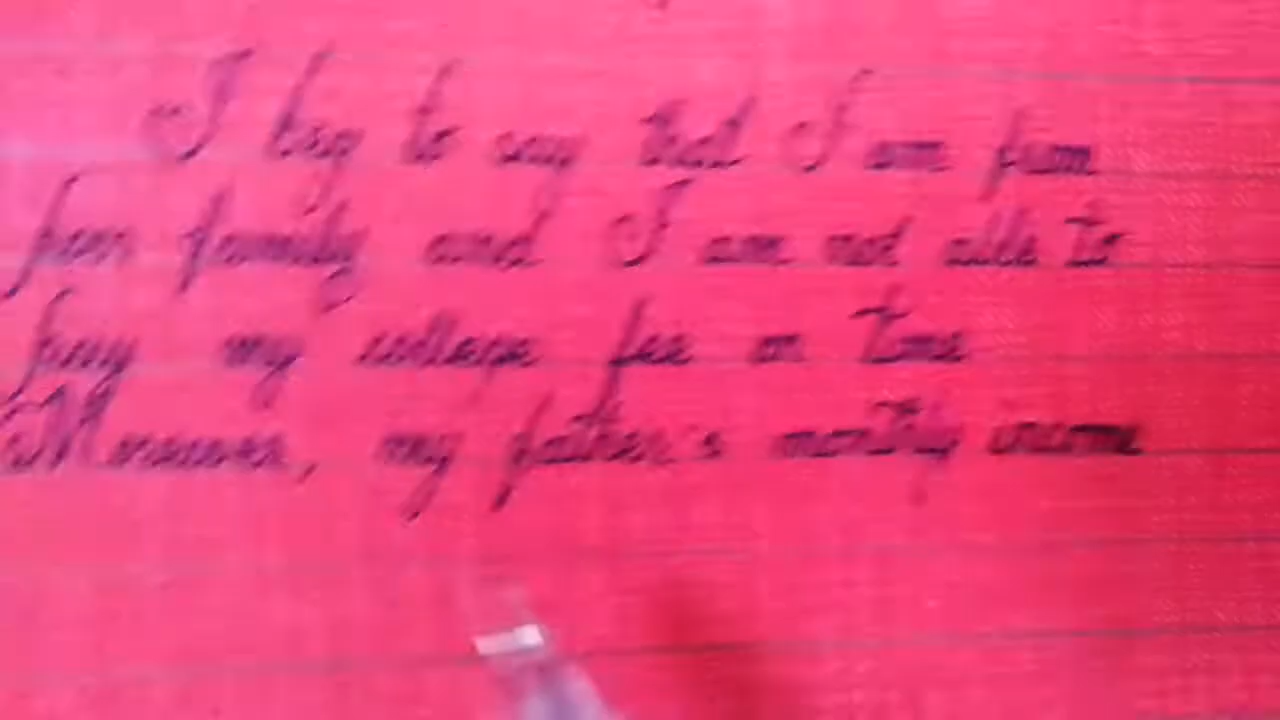 I beg to say that I am from
poor family and I am not able to
pay my college fee on time
Moreover, my father's monthly income